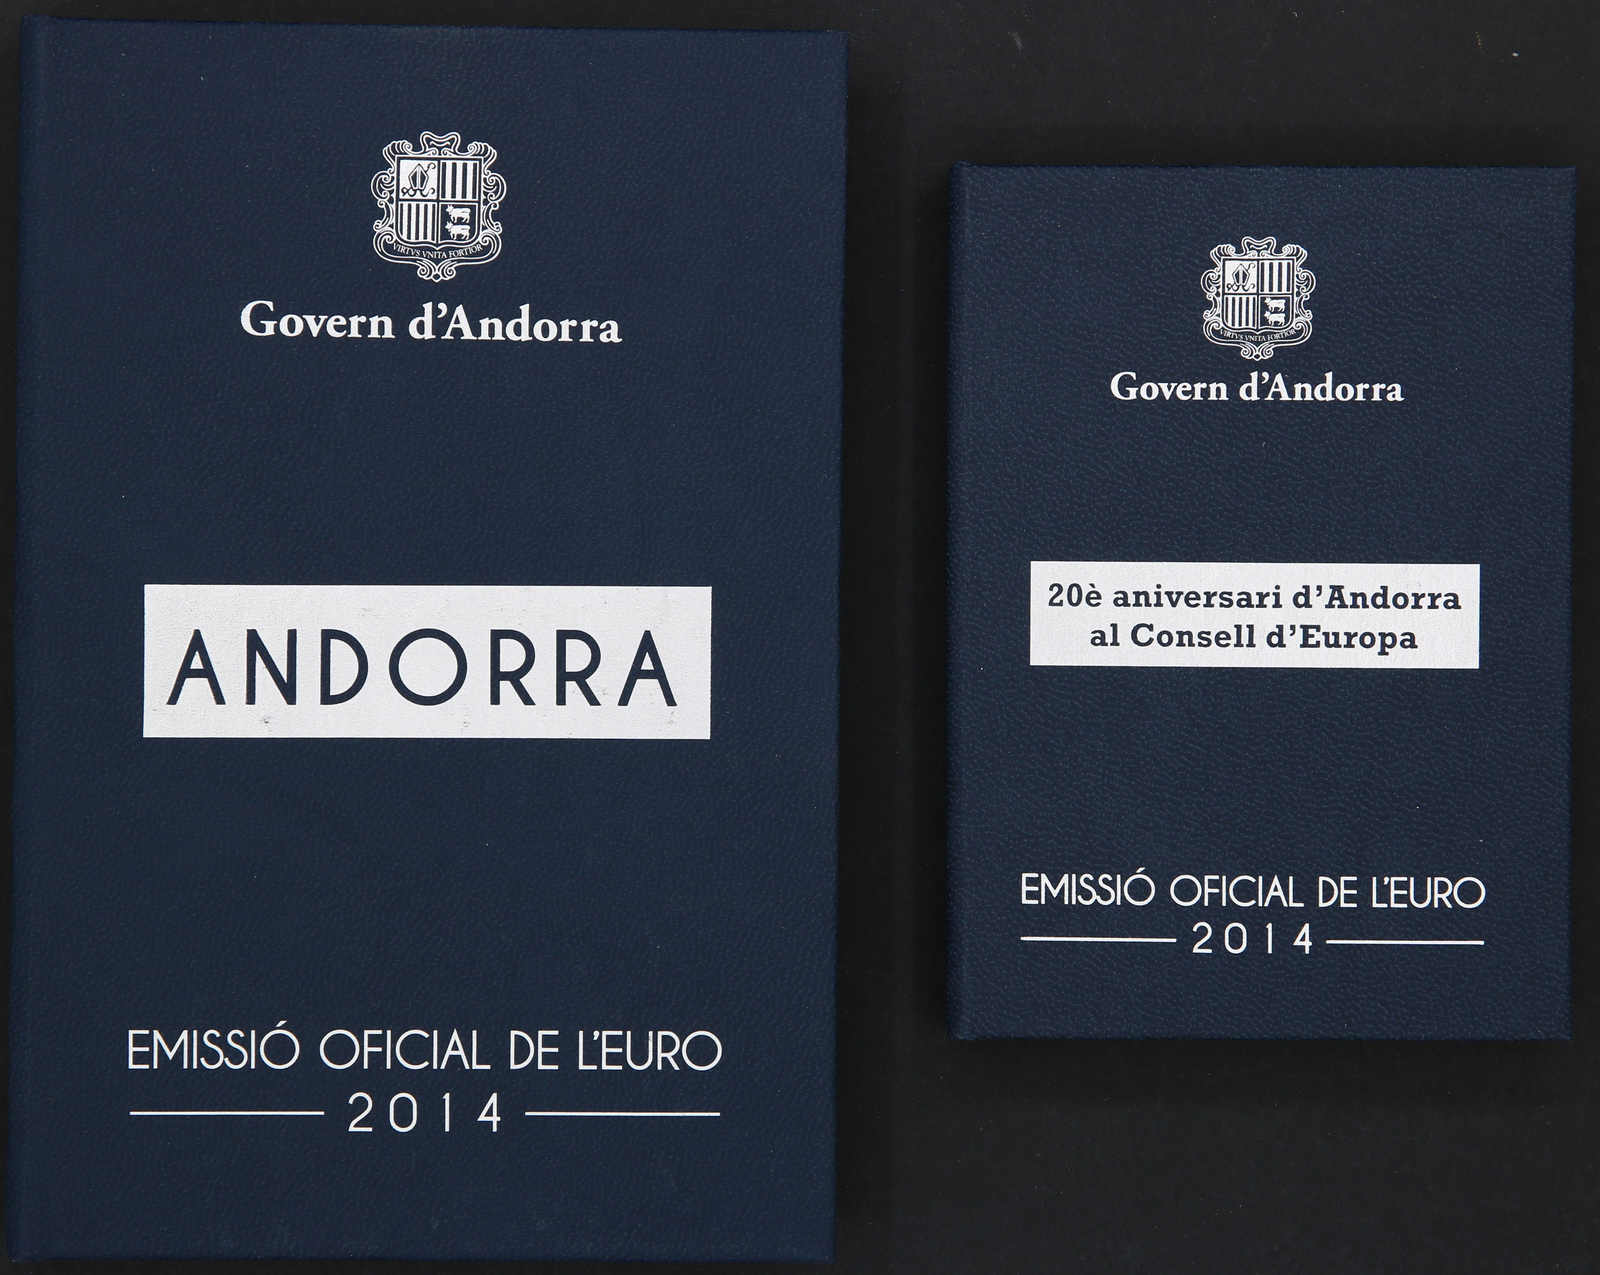 VIRTVS VNITA FORTIOR
Govern d'Andorra
ANDORRA
EMISSIÓ OFICIAL DE L'EURO
2014
VIRTVS VNITA FORTIOR
Govern d'Andorra
20è aniversari d'Andorra
al Consell d'Europa
EMISSIÓ OFICIAL DE L'EURO
2014